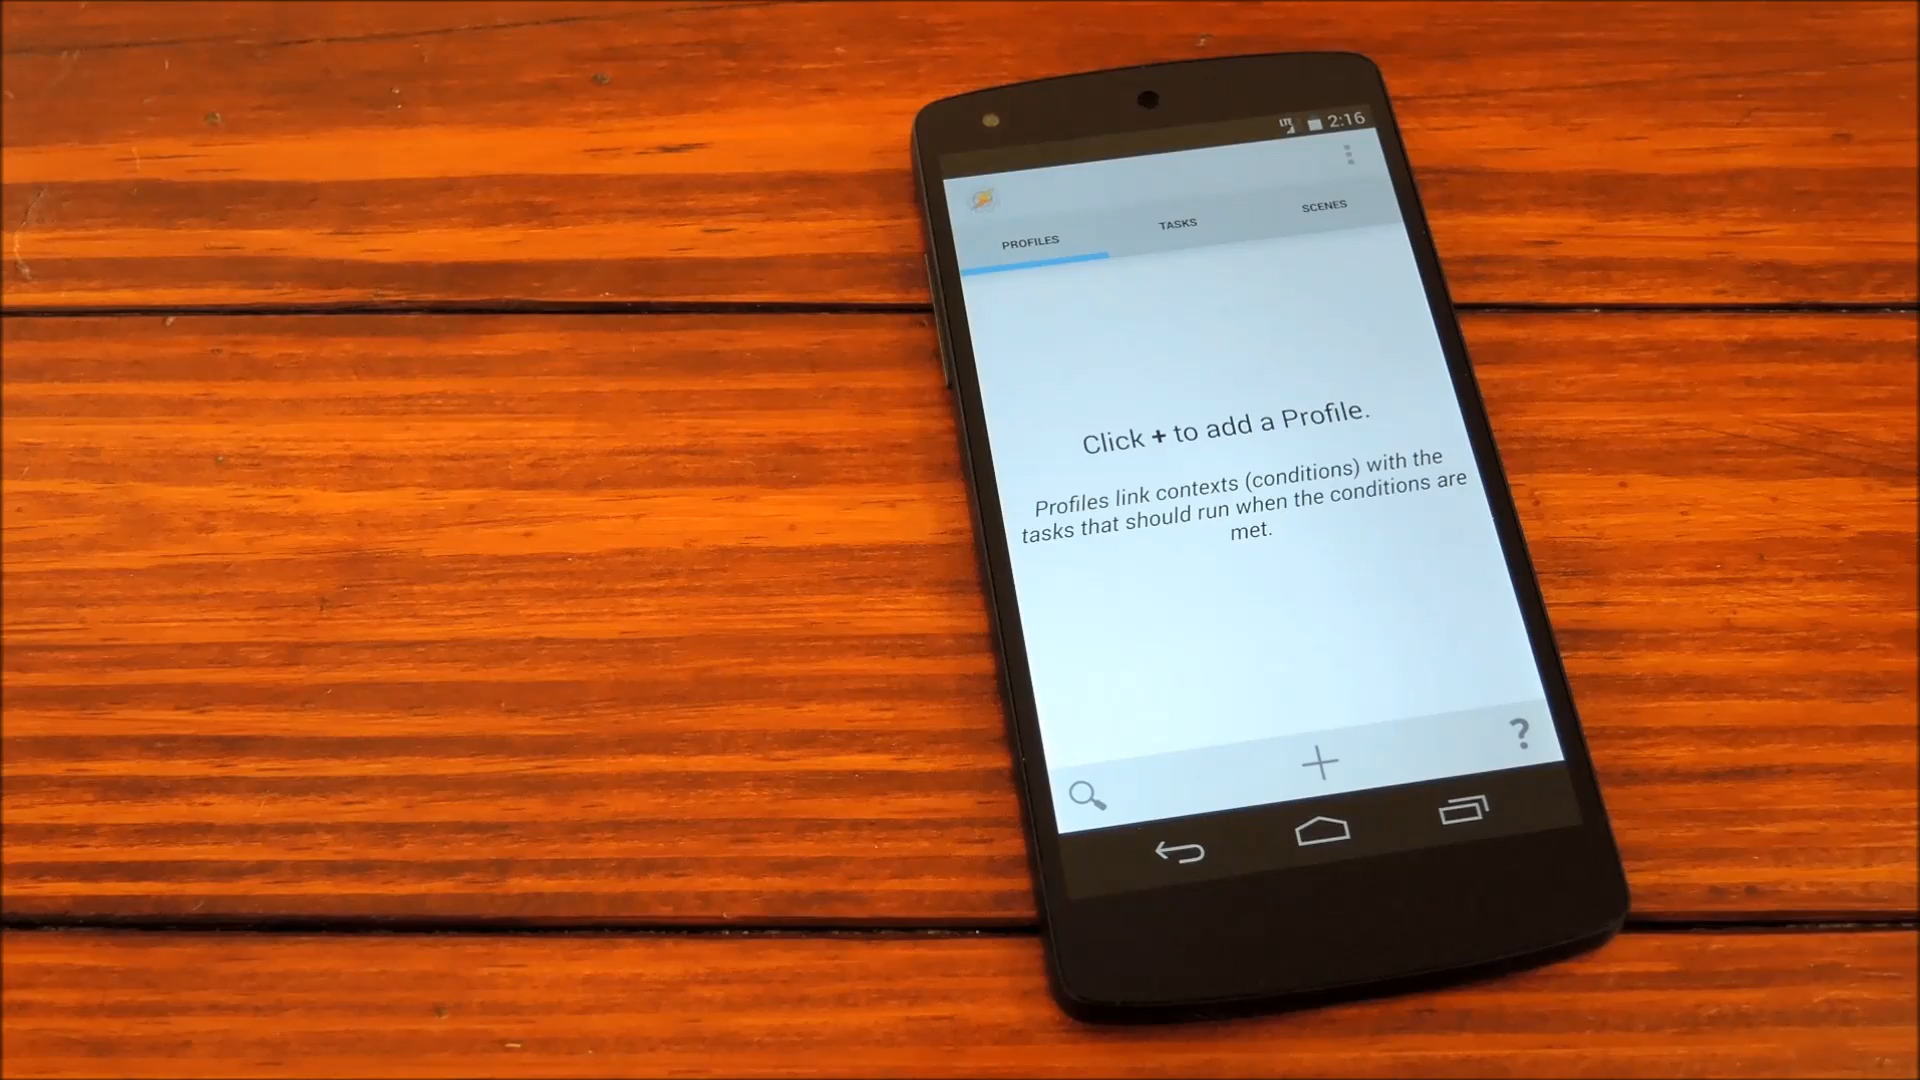 LTE 2:16
PROFILES TASKS SCENES
Click + to add a Profile.
Profiles link contexts (conditions) with the
tasks that should run when the conditions are
met.
?